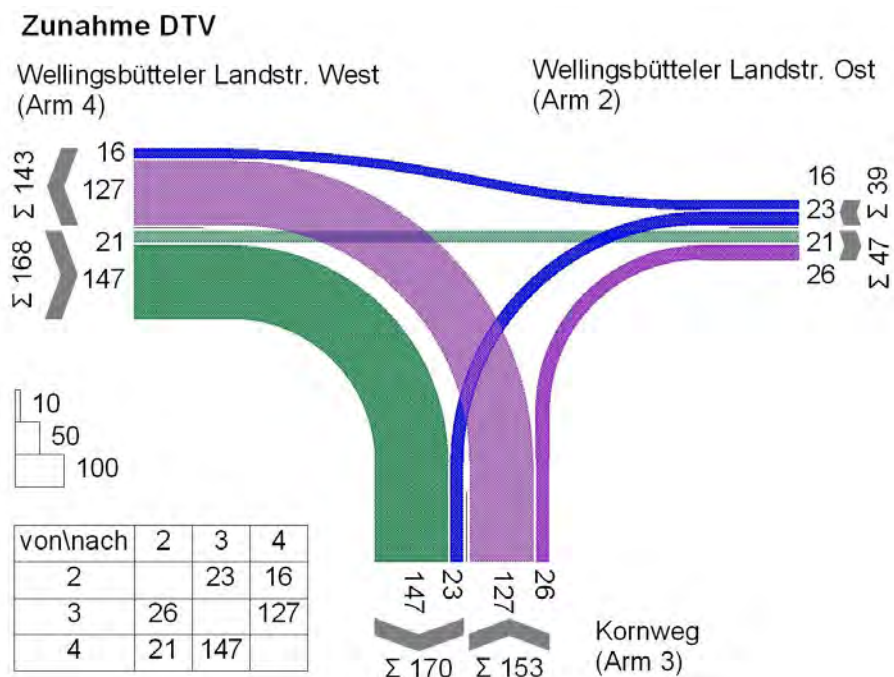 Zunahme DTV
Wellingsbütteler Landstr. West
(Arm 4)
Wellingsbütteler Landstr. Ost
(Arm 2)
Σ 143
16
127
Σ 168
21
147
16
23
Σ 39
21
26
Σ 47
10
50
100
von\nach 2 3 4
2 23 16
3 26 127
4 21 147
147
23
127
26
Σ 170
Σ 153
Kornweg
(Arm 3)